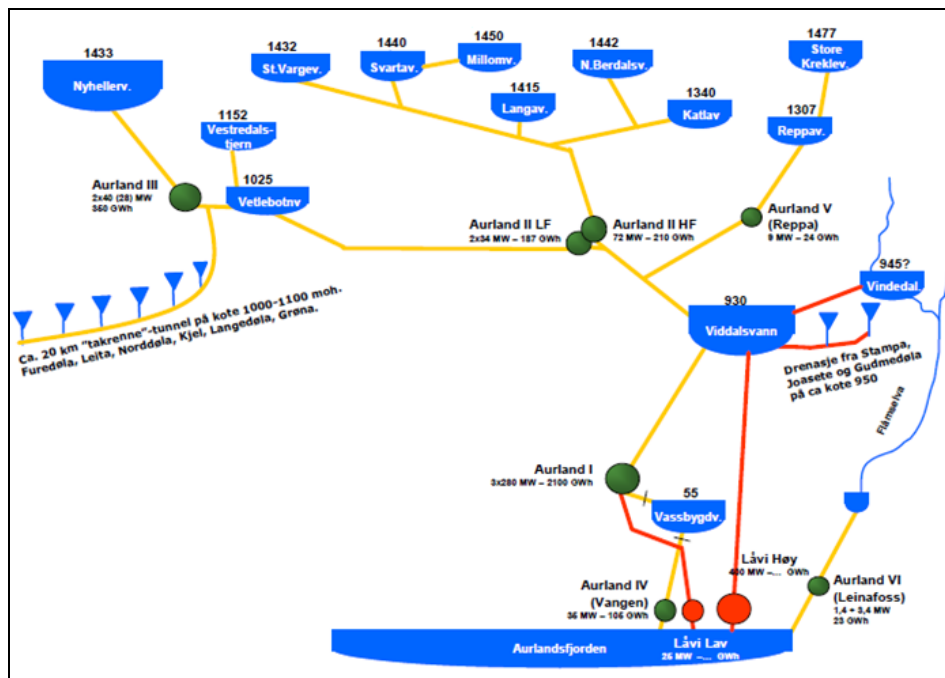 1433
Nyhellerv.
1432
St.Vargev.
1440
Svartav.
1450
Millomv.
1415
Langav.
1442
N.Berdalsv.
1340
Katlav
1477
Store
Kreklev.
1307
Reppav.
1152
Vestredals-
tjern
1025
Vetlebotnv
Aurland III
2x40 (28) MW
350 GWh
Aurland II LF
2x34 MW – 187 GWh
Aurland II HF
72 MW – 210 GWh
Aurland V
(Reppa)
9 MW – 24 GWh
945?
Vindedal.
930
Viddalsvann
Ca. 20 km "takrenne"-tunnel på kote 1000-1100 moh.
Furedøla, Leita, Norddøla, Kjel, Langedøla, Grøna.
Drenasje fra Stampa,
Joasete og Gudmedøla
på ca kote 950
Flåmselva
Aurland I
3x280 MW – 2100 GWh
55
Vassbygdv.
Låvi Høy
400 MW –... GWh
Aurland IV
(Vangen)
35 MW – 105 GWh
Aurland VI
(Leinafoss)
1,4 + 3,4 MW
23 GWh
Aurlandsfjorden
Låvi Lav
25 MW –... GWh